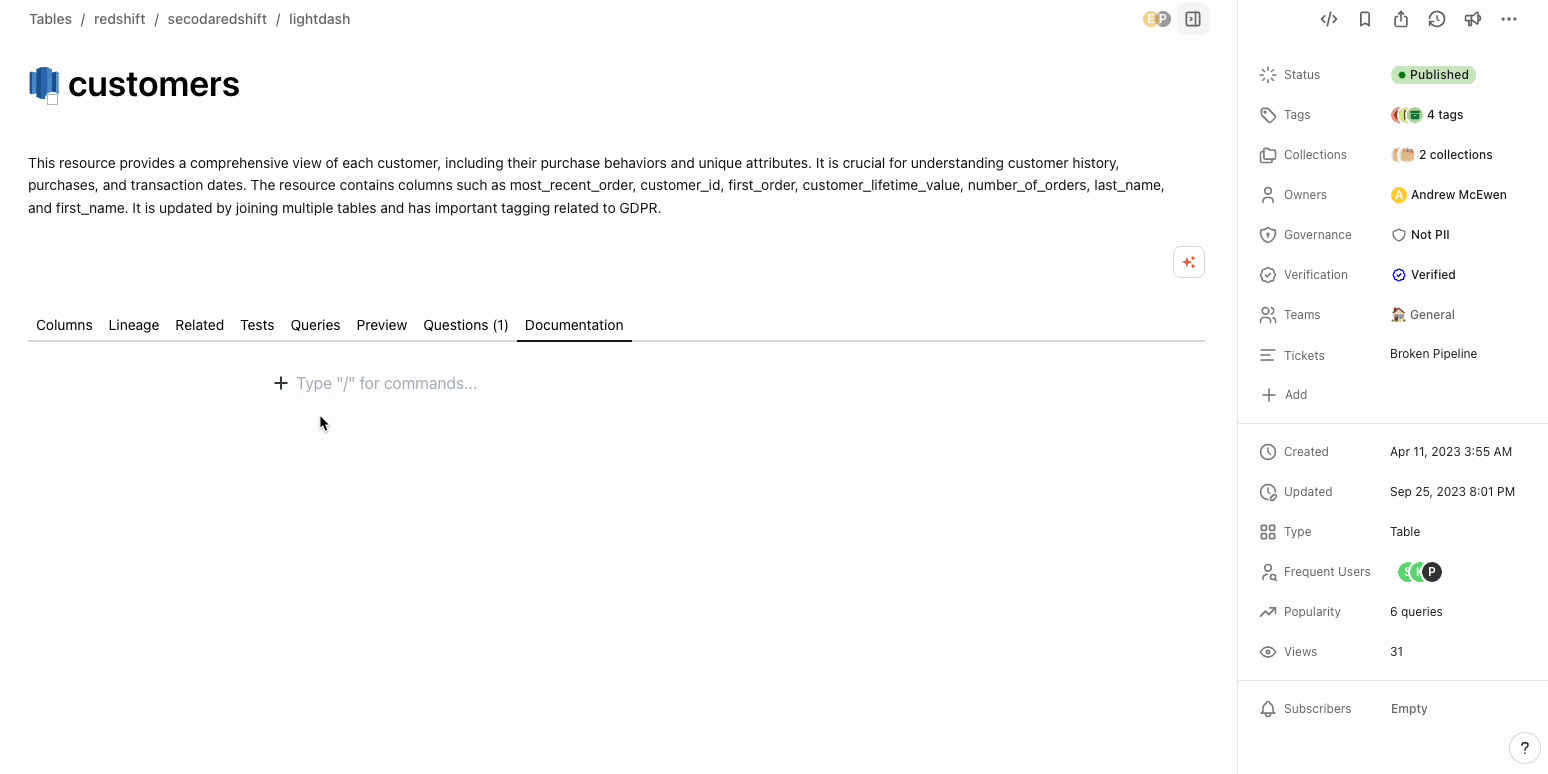 Tables / redshift / secodaredshift / lightdash
E P
customers
This resource provides a comprehensive view of each customer, including their purchase behaviors and unique attributes. It is crucial for understanding customer history,
purchases, and transaction dates. The resource contains columns such as most_recent_order, customer_id, first_order, customer_lifetime_value, number_of_orders, last_name,
and first_name. It is updated by joining multiple tables and has important tagging related to GDPR.
Columns Lineage Related Tests Queries Preview Questions (1) Documentation
+ Type "/" for commands...
Status Published
Tags 4 tags
Collections 2 collections
Owners A Andrew McEwen
Governance Not PII
Verification Verified
Teams General
Tickets Broken Pipeline
Add
Created Apr 11, 2023 3:55 AM
Updated Sep 25, 2023 8:01 PM
Type Table
Frequent Users P
Popularity 6 queries
Views 31
Subscribers Empty
?